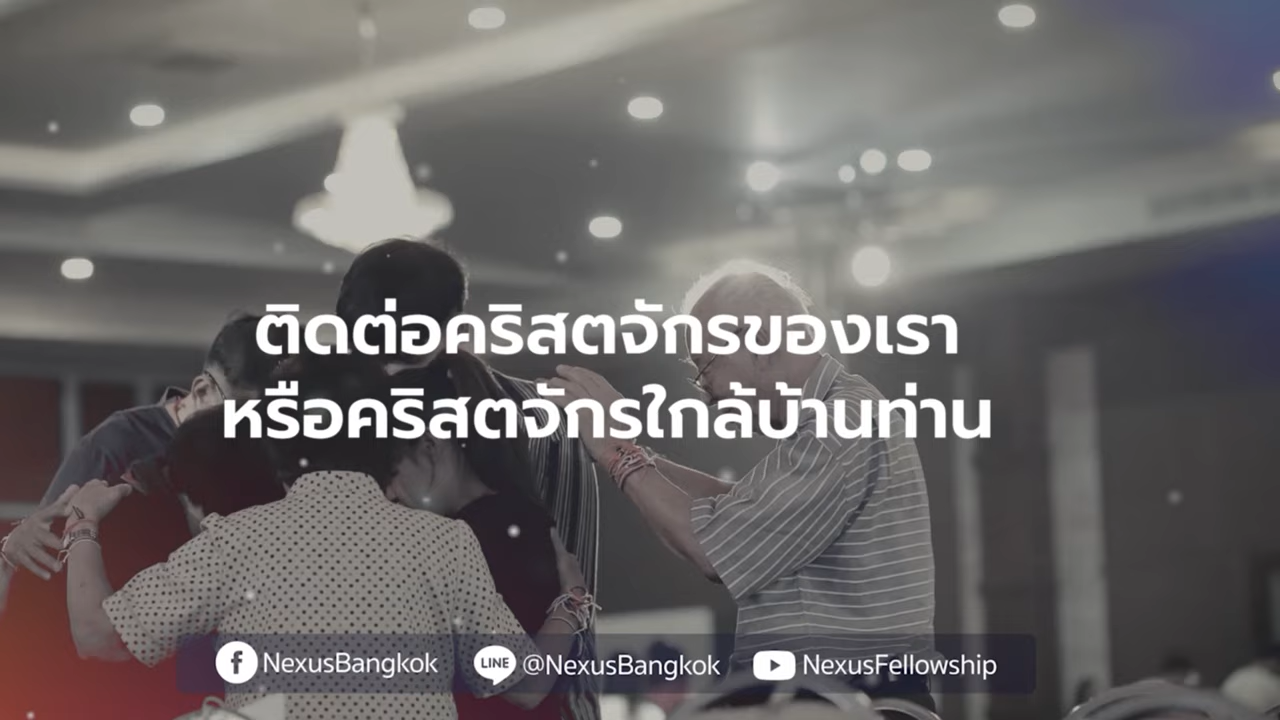 ติดต่อคริสตจักรของเรา
หรือคริสตจักรใกล้บ้านท่าน
NexusBangkok LINE @NexusBangkok NexusFellowship